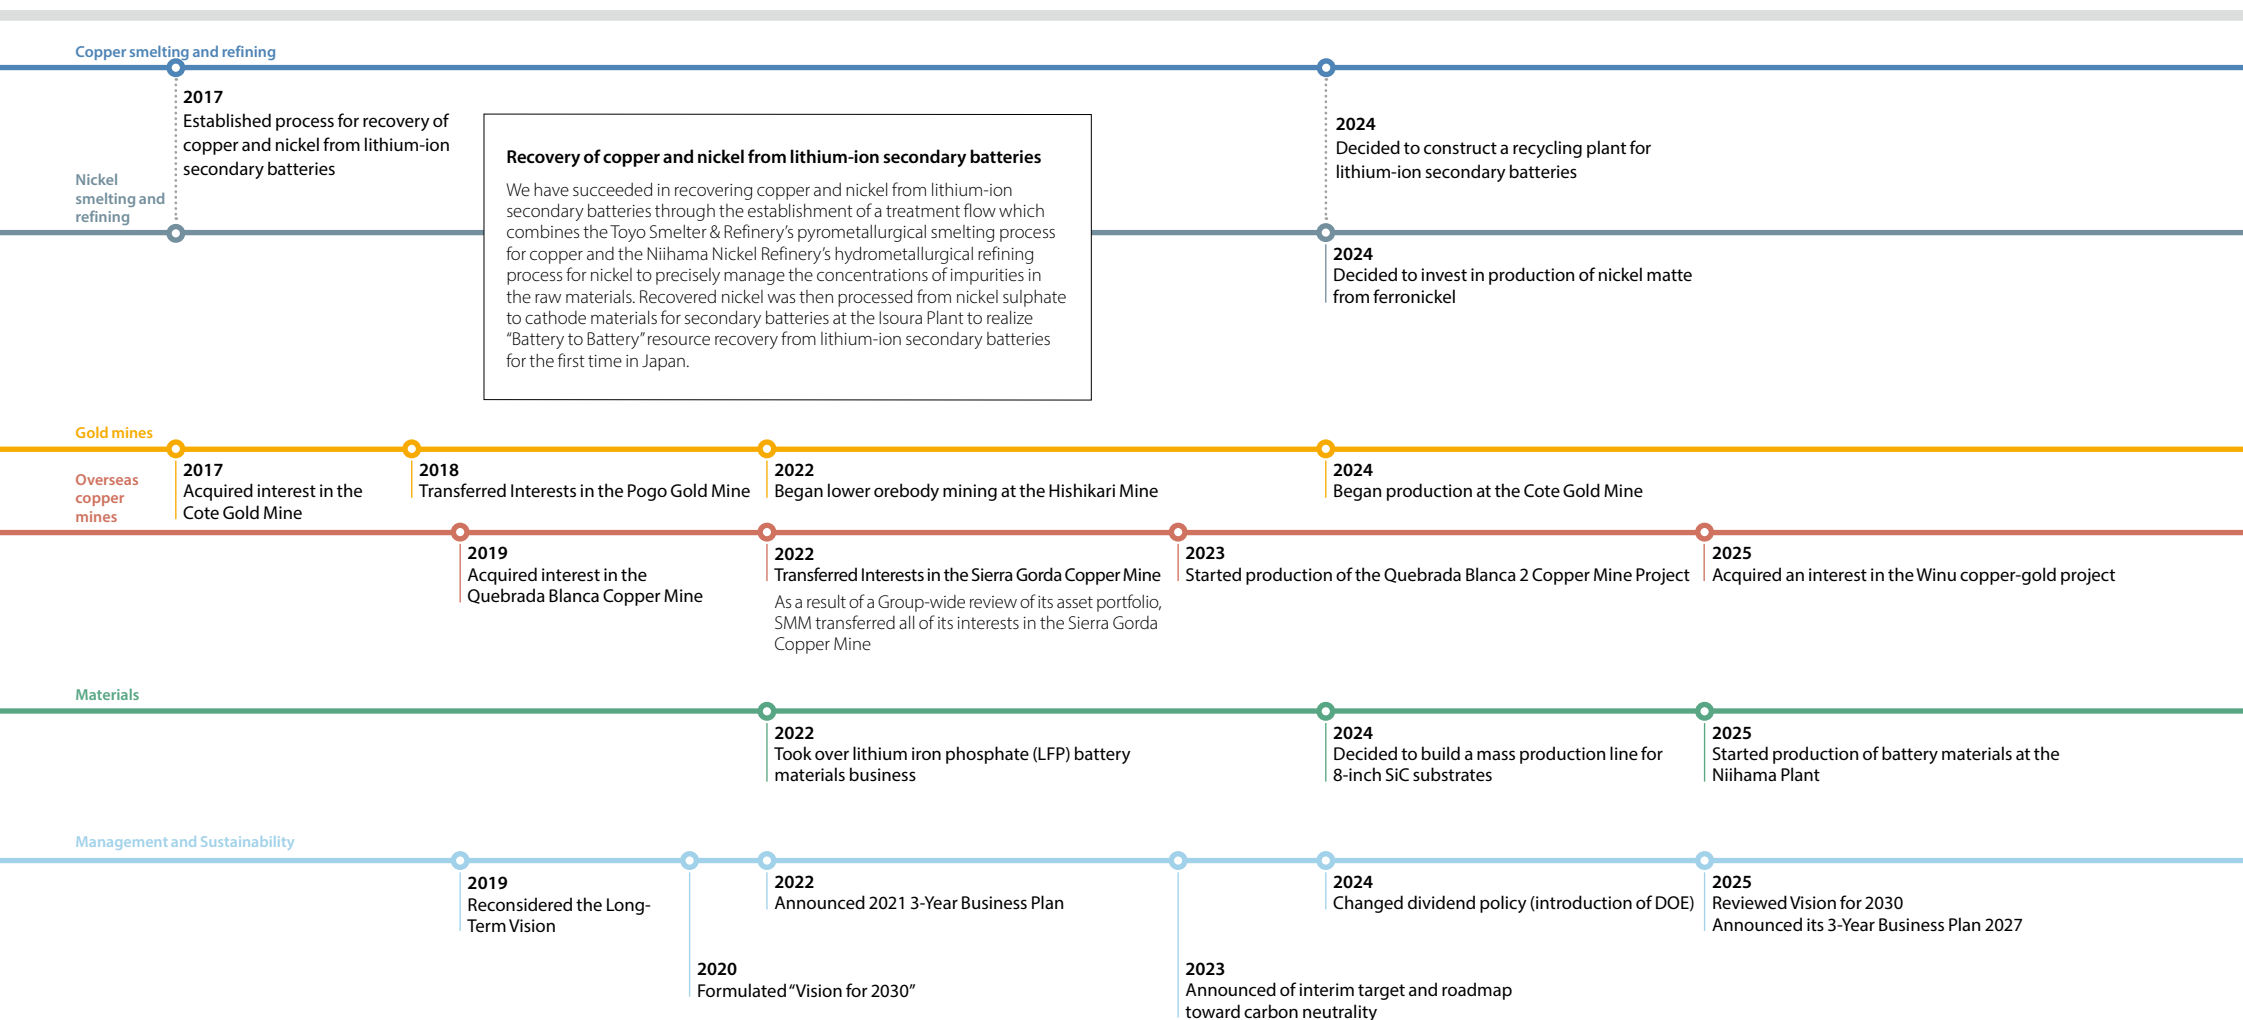 Copper smelting and refining
2017
Established process for recovery of
copper and nickel from lithium-ion
secondary batteries
2024
Decided to construct a recycling plant for
lithium-ion secondary batteries
Recovery of copper and nickel from lithium-ion secondary batteries
We have succeeded in recovering copper and nickel from lithium-ion
secondary batteries through the establishment of a treatment flow which
combines the Toyo Smelter & Refinery's pyrometallurgical smelting process
for copper and the Niihama Nickel Refinery's hydrometallurgical refining
process for nickel to precisely manage the concentrations of impurities in
the raw materials. Recovered nickel was then processed from nickel sulphate
to cathode materials for secondary batteries at the Isoura Plant to realize
“Battery to Battery” resource recovery from lithium-ion secondary batteries
for the first time in Japan.
Nickel
smelting and
refining
2024
Decided to invest in production of nickel matte
from ferronickel
Gold mines
2017
Acquired interest in the
Cote Gold Mine
2018
Transferred Interests in the Pogo Gold Mine
2022
Began lower orebody mining at the Hishikari Mine
2024
Began production at the Cote Gold Mine
Overseas
copper
mines
2019
Acquired interest in the
Quebrada Blanca Copper Mine
2022
Transferred Interests in the Sierra Gorda Copper Mine
As a result of a Group-wide review of its asset portfolio,
SMM transferred all of its interests in the Sierra Gorda
Copper Mine
2023
Started production of the Quebrada Blanca 2 Copper Mine Project
2025
Acquired an interest in the Winu copper-gold project
Materials
2022
Took over lithium iron phosphate (LFP) battery
materials business
2024
Decided to build a mass production line for
8-inch SiC substrates
2025
Started production of battery materials at the
Niihama Plant
Management and Sustainability
2019
Reconsidered the Long-
Term Vision
2020
Formulated “Vision for 2030”
2022
Announced 2021 3-Year Business Plan
2023
Announced of interim target and roadmap
toward carbon neutrality
2024
Changed dividend policy (introduction of DOE)
2025
Reviewed Vision for 2030
Announced its 3-Year Business Plan 2027